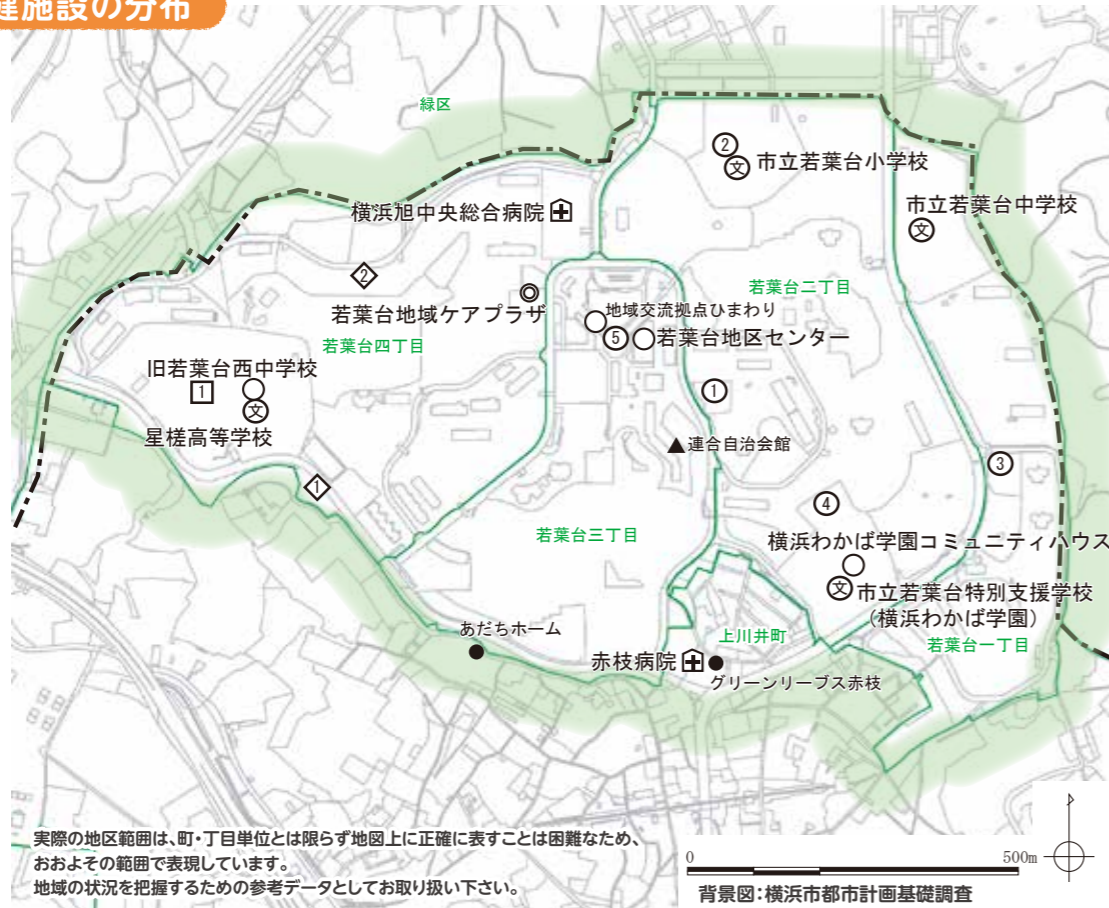 健施設の分布
緑区
② 
市立若葉台小学校
文
市立若葉台中学校
文
横浜旭中央総合病院
2
若葉台二丁目
若葉台地域ケアプラザ
地域交流拠点ひまわり
⑤
若葉台地区センター
若葉台四丁目
旧若葉台西中学校
1
文
星槎高等学校
①
連合自治会館
③
1
④
若葉台三丁目
横浜わかば学園コミュニティハウス
文
市立若葉台特別支援学校
(横浜わかば学園)
あだちホーム
上川井町
若葉台一丁目
赤枝病院
グリーンリーブス赤枝
実際の地区範囲は、町・丁目単位とは限らず地図上に正確に表すことは困難なため、
おおよその範囲で表現しています。
地域の状況を把握するための参考データとしてお取り扱い下さい。
0 500m
背景図:横浜市都市計画基礎調査